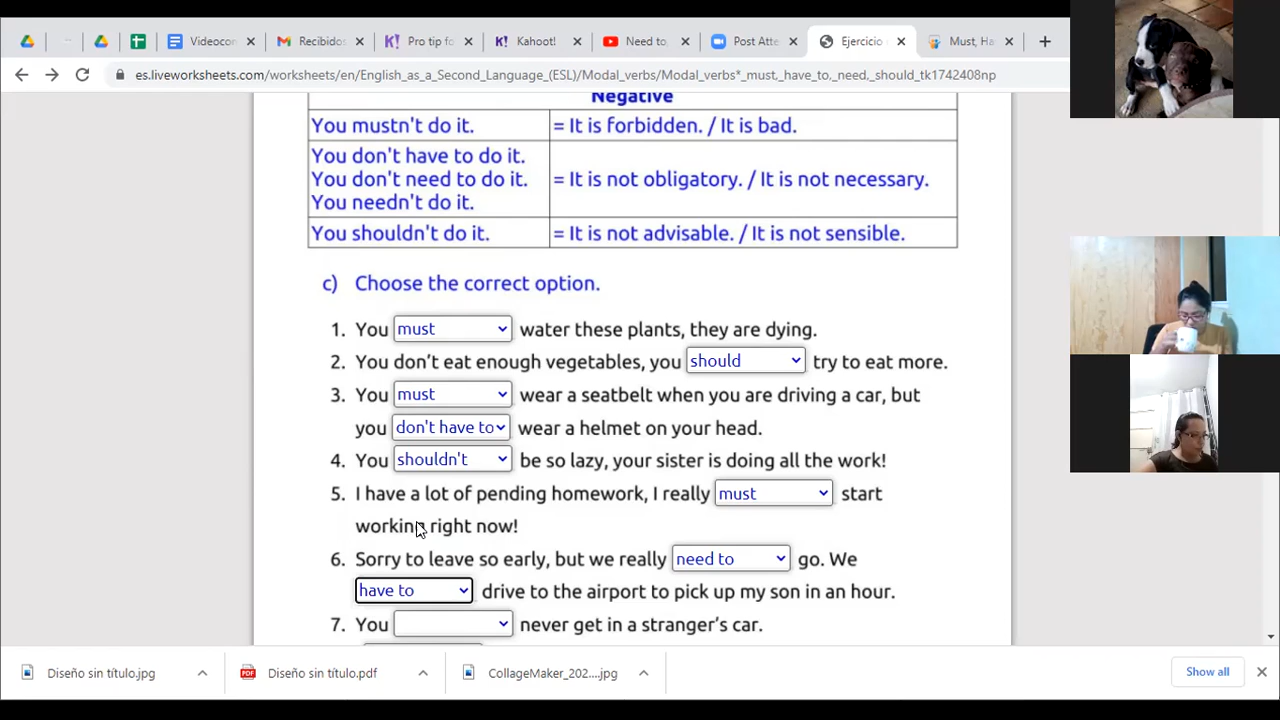 Videocon
Recibidos
Pro tip fo
Kahoot!
Need to,
Post Atte
Ejercicio
Must, Ha
es.liveworksheets.com/worksheets/en/English_as_a_Second_Language_(ESL)/Modal_verbs/Modal_verbs*_must,_have_to,_need,_should_tk1742408np
Negative
You mustn't do it. = It is forbidden. / It is bad.
You don't have to do it.
You don't need to do it. = It is not obligatory. / It is not necessary.
You needn't do it.
You shouldn't do it. = It is not advisable. / It is not sensible.
c) Choose the correct option.
1. You must water these plants, they are dying.
2. You don't eat enough vegetables, you should try to eat more.
3. You must wear a seatbelt when you are driving a car, but
you don't have to wear a helmet on your head.
4. You shouldn't be so lazy, your sister is doing all the work!
5. I have a lot of pending homework, I really must start
working right now!
6. Sorry to leave so early, but we really need to go. We
have to drive to the airport to pick up my son in an hour.
7. You never get in a stranger's car.
Diseño sin título.jpg
PDF
Diseño sin título.pdf
CollageMaker_202....jpg
Show all